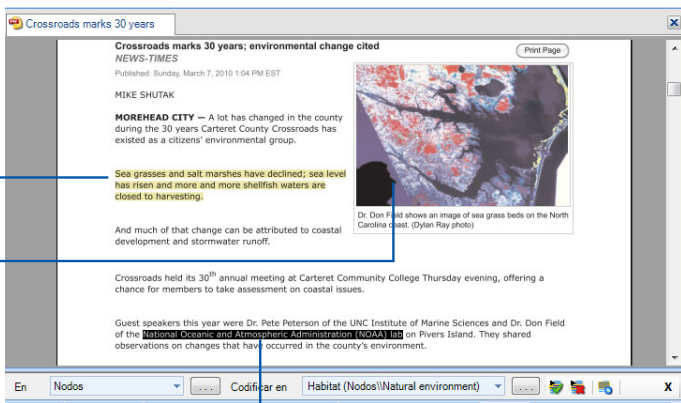 Crossroads marks 30 years
Crossroads marks 30 years; environmental change cited
NEWS-TIMES
Print Page
Published: Sunday, March 7, 2010 1:04 PM EST
MIKE SHUTAK
MOREHEAD CITY — A lot has changed in the county
during the 30 years Carteret County Crossroads has
existed as a citizens' environmental group.
Sea grasses and salt marshes have declined; sea level
has risen and more and more shellfish waters are
closed to harvesting.
Dr. Don Field shows an image of sea grass beds on the North
Carolina coast. (Dylan Ray photo)
And much of that change can be attributed to coastal
development and stormwater runoff.
Crossroads held its 30th annual meeting at Carteret Community College Thursday evening, offering a
chance for members to take assessment on coastal issues.
Guest speakers this year were Dr. Pete Peterson of the UNC Institute of Marine Sciences and Dr. Don Field
of the National Oceanic and Atmospheric Administration (NOAA) lab on Pivers Island. They shared
observations on changes that have occurred in the county's environment.
En Nodos ... Codificar en Habitat (Nodos\\Natural environment) ... X